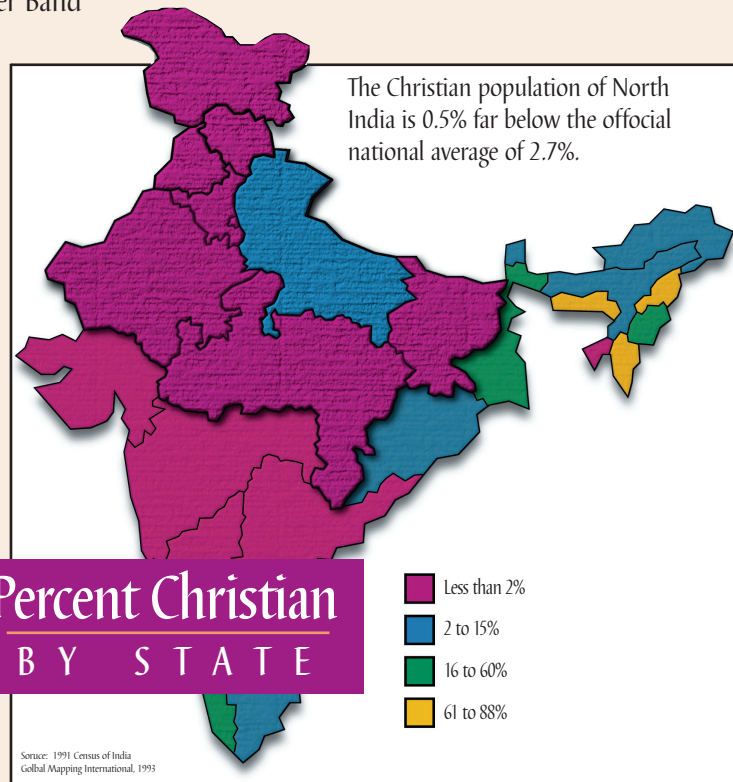 er Band
The Christian population of North
India is 0.5% far below the offocial
national average of 2.7%.
Percent Christian
BY STATE
Less than 2%
2 to 15%
16 to 60%
61 to 88%
Soruce: 1991 Census of India
Golbal Mapping International, 1993